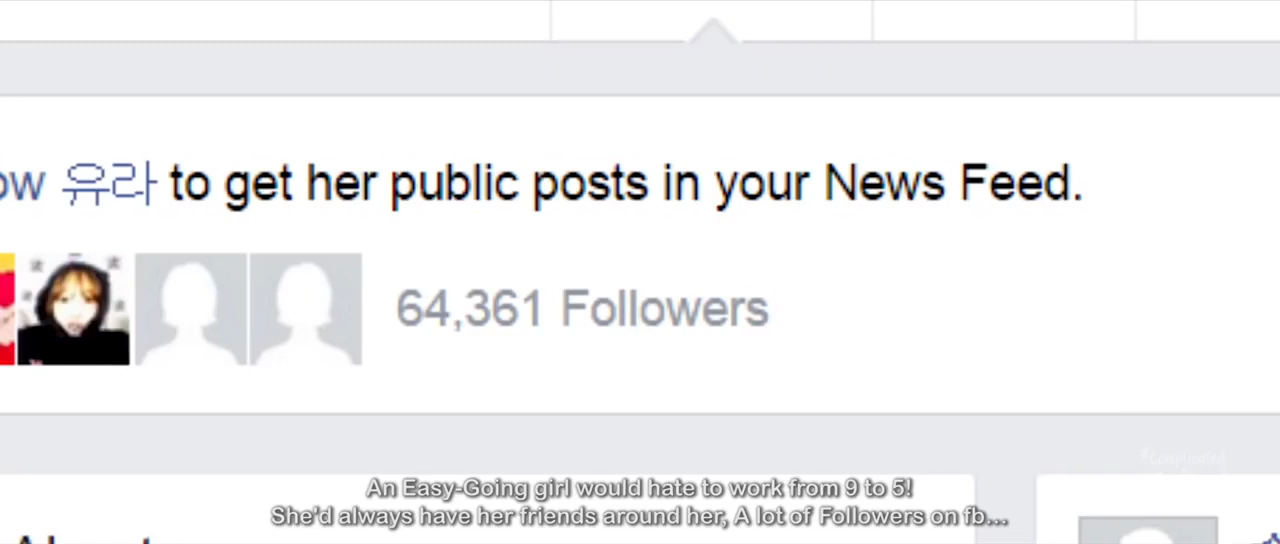 ow 유라 to get her public posts in your News Feed.
64,361 Followers
An Easy-Going girl would hate to work from 9 to 5!
She'd always have her friends around her, A lot of Followers on fb...